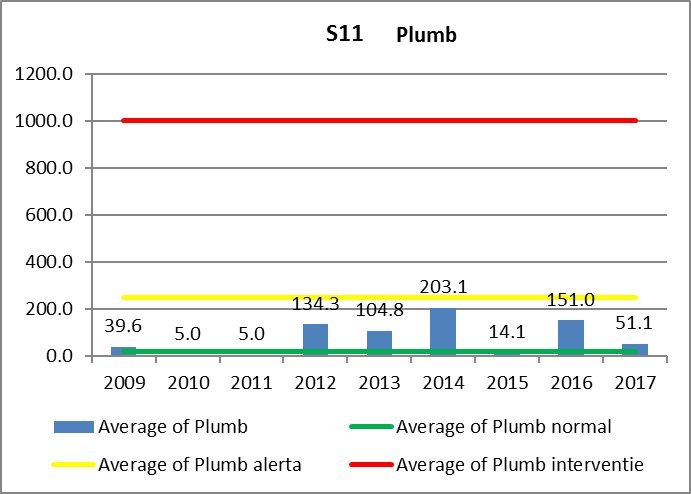 S11 Plumb
1200.0
1000.0
800.0
600.0
400.0
200.0
0.0
39.6 5.0 5.0 134.3 104.8 203.1 14.1 151.0 51.1
2009 2010 2011 2012 2013 2014 2015 2016 2017
Average of Plumb Average of Plumb normal
Average of Plumb alerta Average of Plumb interventie